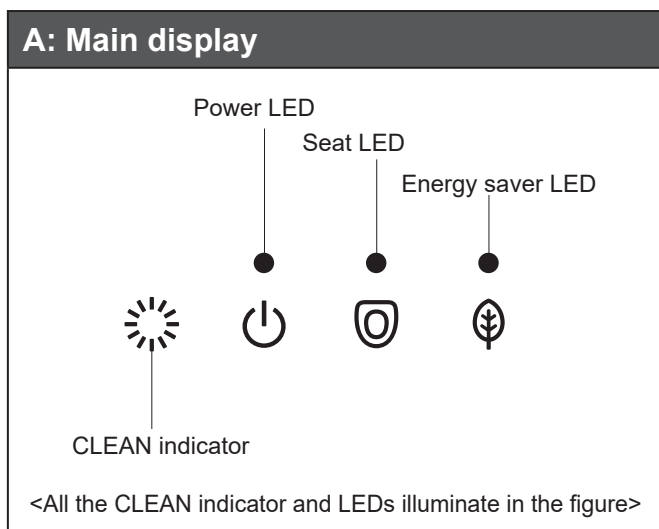 A: Main display
Power LED
Seat LED
Energy saver LED
CLEAN indicator
<All the CLEAN indicator and LEDs illuminate in the figure>